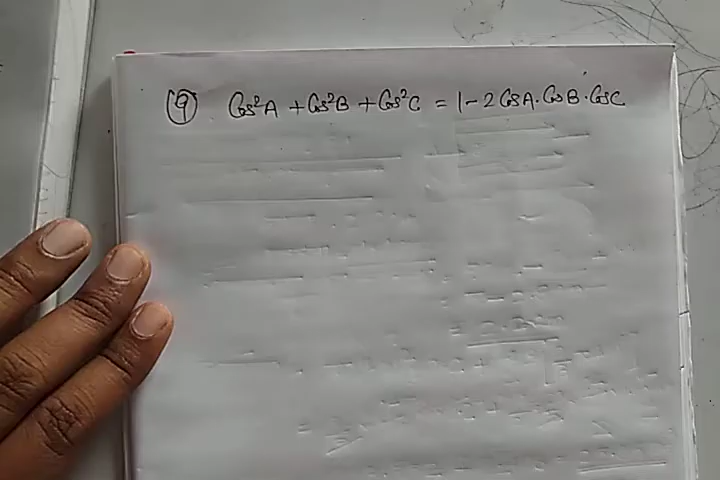 (9) Cos²A + Cos²B + Cos²C = 1 - 2 CosA. CosB. CosC